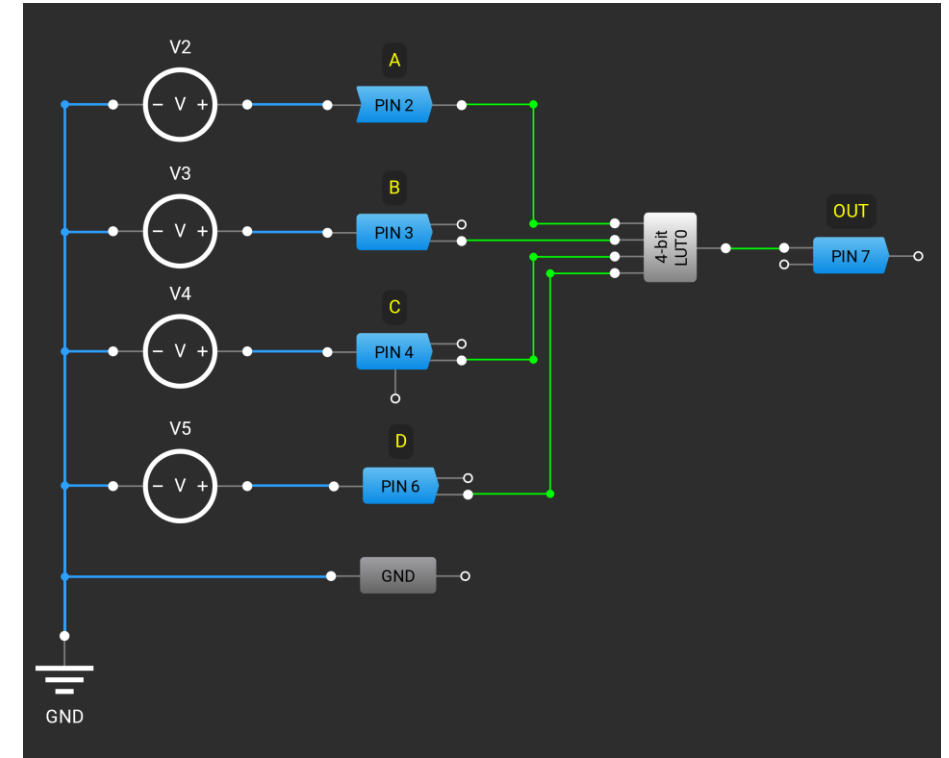 V2
A
− V +
PIN 2
V3
B
− V +
PIN 3
OUT
4-bit
LUT0
PIN 7
V4
C
− V +
PIN 4
V5
D
− V +
PIN 6
GND
GND